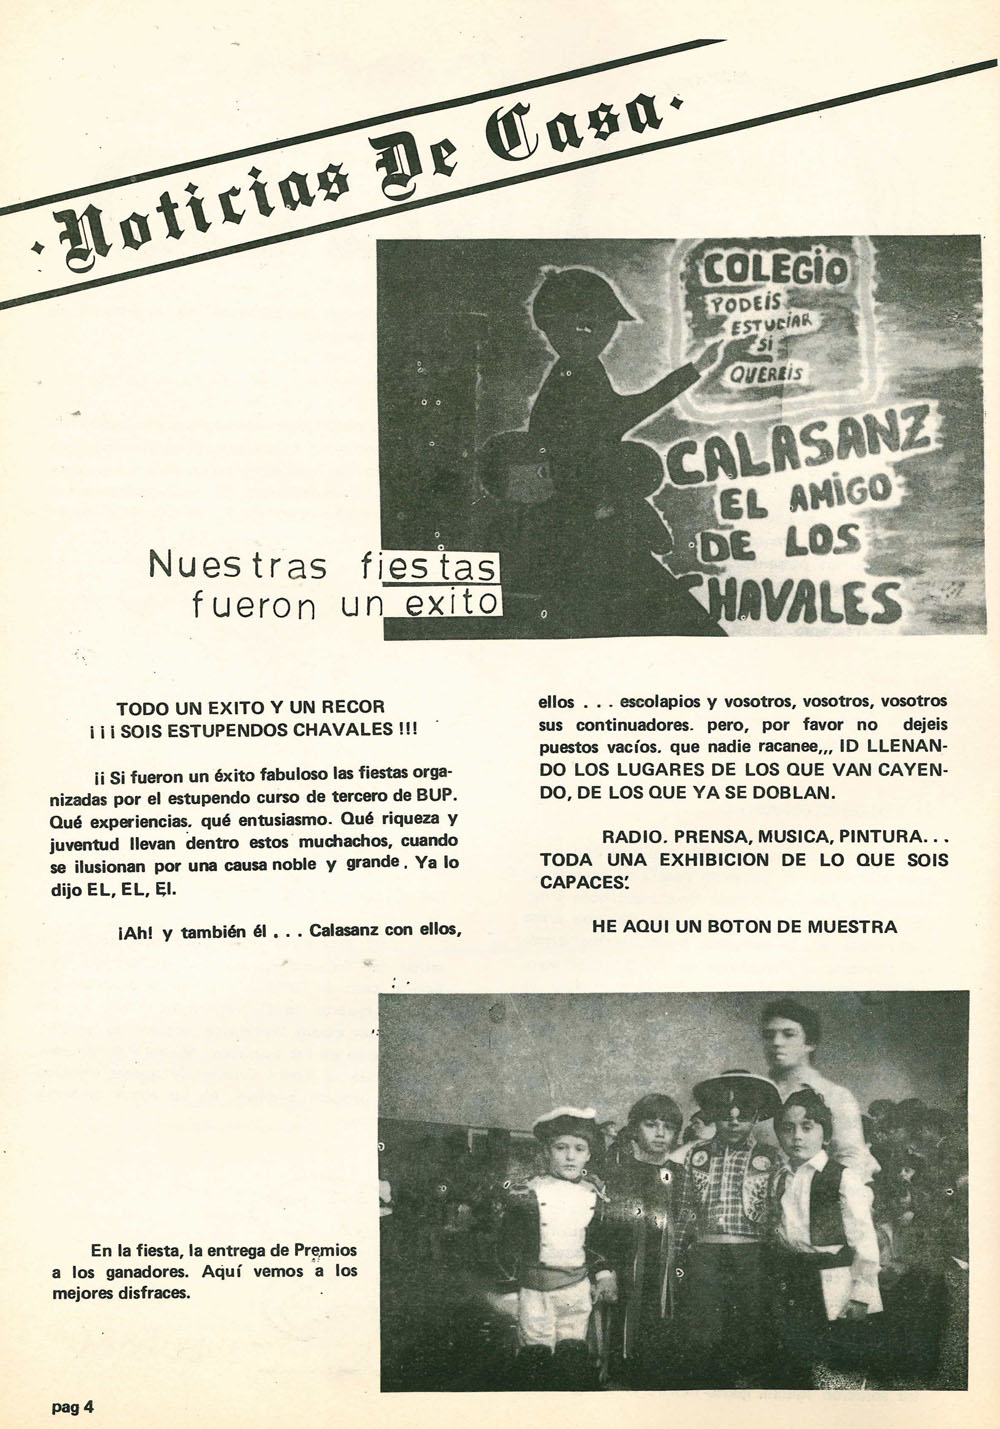 ·Noticias De Casa·
COLEGIO
PODEIS
ESTUDIAR
SI
QUEREIS
CALASANZ
EL AMIGO
DE LOS
CHAVALES
Nuestras fiestas
fueron un exito
TODO UN EXITO Y UN RECOR
¡¡¡SOIS ESTUPENDOS CHAVALES !!!
¡¡ Si fueron un éxito fabuloso las fiestas orga-
nizadas por el estupendo curso de tercero de BUP.
Qué experiencias. qué entusiasmo. Qué riqueza y
juventud llevan dentro estos muchachos, cuando
se ilusionan por una causa noble y grande. Ya lo
dijo EL, EL, El.
¡Ah! y también él . . . Calasanz con ellos,
ellos . . . escolapios y vosotros, vosotros, vosotros
sus continuadores. pero, por favor no dejeis
puestos vacíos. que nadie racanee,,, ID LLENAN-
DO LOS LUGARES DE LOS QUE VAN CAYEN-
DO, DE LOS QUE YA SE DOBLAN.
RADIO. PRENSA, MUSICA, PINTURA. . .
TODA UNA EXHIBICION DE LO QUE SOIS
CAPACES.
HE AQUI UN BOTON DE MUESTRA
En la fiesta, la entrega de Premios
a los ganadores. Aquí vemos a los
mejores disfraces.
pag 4